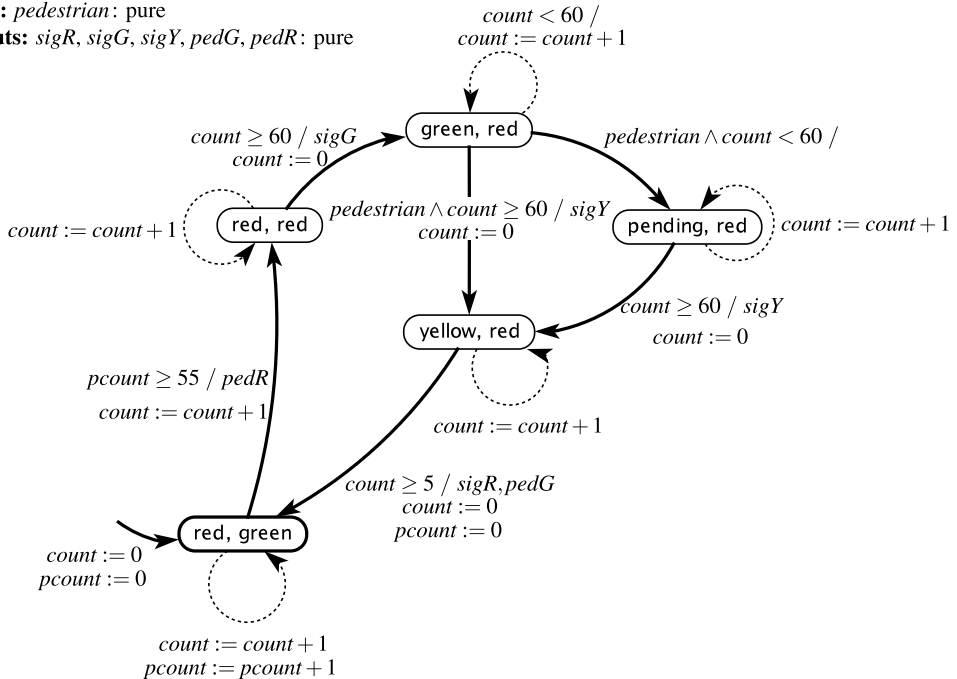 : pedestrian: pure
uts: sigR, sigG, sigY, pedG, pedR: pure
count < 60 /
count := count + 1
green, red
count ≥ 60 / sigG
count := 0
pedestrian ∧ count < 60 /
red, red
count := count + 1
pedestrian ∧ count ≥ 60 / sigY
count := 0
pending, red
count := count + 1
count ≥ 60 / sigY
count := 0
yellow, red
count := count + 1
pcount ≥ 55 / pedR
count := count + 1
count ≥ 5 / sigR, pedG
count := 0
pcount := 0
red, green
count := 0
pcount := 0
count := count + 1
pcount := pcount + 1